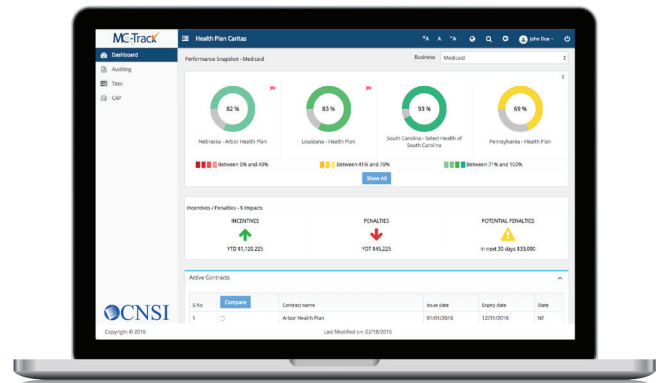 MC-Track
Health Plan Caritas
+A A -A
John Doe
Dashboard
Auditing
Task
CAP
Performance Snapshot - Medicaid
Business Medicaid
82 %
83 %
93 %
69 %
Nebraska - Arbor Health Plan
Louisiana - Health Plan
South Carolina - Select Health of
South Carolina
Pennsylvania - Health Plan
Between 0% and 40%
Between 41% and 70%
Between 71% and 100%
Show All
Incentives / Penalties - $ Impacts
INCENTIVES
PENALTIES
POTENTIAL PENALTIES
YTD $1,120,225
YDT $45,225
in next 30 days $33,000
Active Contracts
S.No Compare Contract name Issue date Expiry date State
1 Arbor Health Plan 01/01/2016 12/31/2016 NE
CNSI
Copyright © 2016
Last Modified on: 02/18/2016